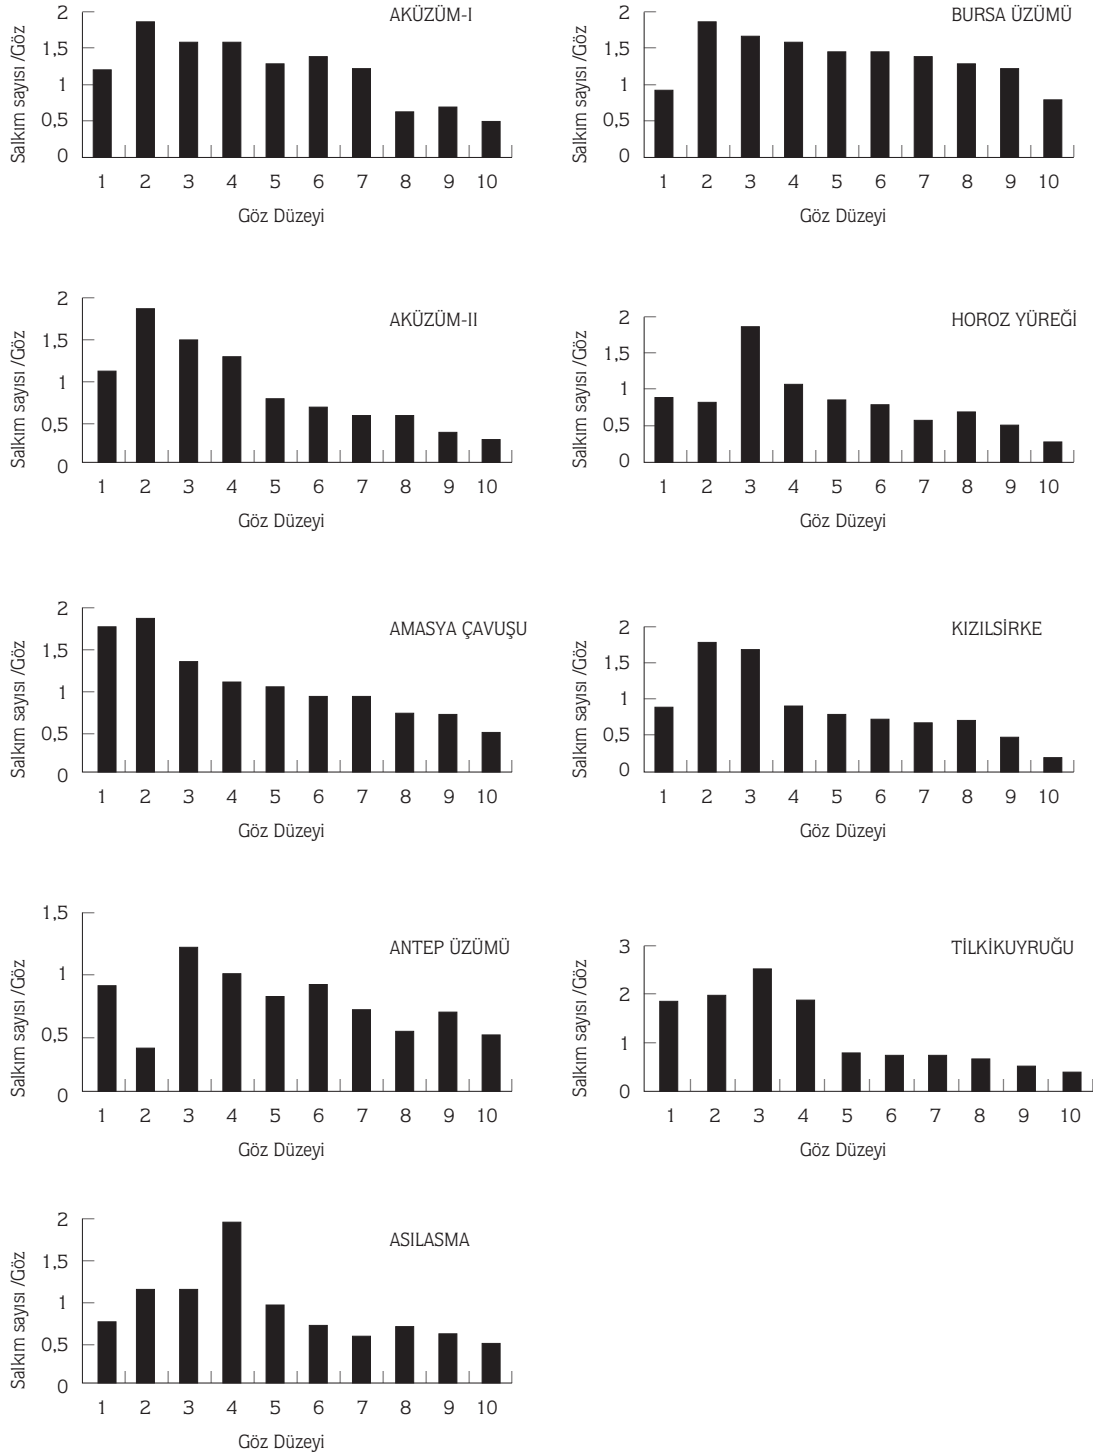 AKÜZÜM-I
Salkım sayısı /Göz
2
1,5
1
0,5
0
1 2 3 4 5 6 7 8 9 10
Göz Düzeyi
BURSA ÜZÜMÜ
Salkım sayısı /Göz
2
1,5
1
0,5
0
1 2 3 4 5 6 7 8 9 10
Göz Düzeyi
AKÜZÜM-II
Salkım sayısı /Göz
2
1,5
1
0,5
0
1 2 3 4 5 6 7 8 9 10
Göz Düzeyi
HOROZ YÜREĞİ
Salkım sayısı /Göz
2
1,5
1
0,5
0
1 2 3 4 5 6 7 8 9 10
Göz Düzeyi
AMASYA ÇAVUŞU
Salkım sayısı /Göz
2
1,5
1
0,5
0
1 2 3 4 5 6 7 8 9 10
Göz Düzeyi
KIZILSİRKE
Salkım sayısı /Göz
2
1,5
1
0,5
0
1 2 3 4 5 6 7 8 9 10
Göz Düzeyi
ANTEP ÜZÜMÜ
Salkım sayısı /Göz
1,5
1
0,5
0
1 2 3 4 5 6 7 8 9 10
Göz Düzeyi
TİLKİKUYRUĞU
Salkım sayısı /Göz
3
2
1
0
1 2 3 4 5 6 7 8 9 10
Göz Düzeyi
ASILASMA
Salkım sayısı /Göz
2
1,5
1
0,5
0
1 2 3 4 5 6 7 8 9 10
Göz Düzeyi